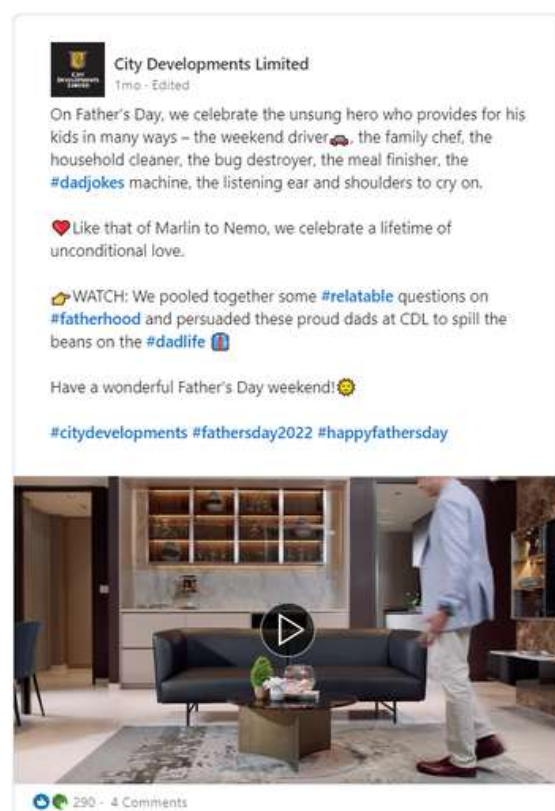 CITY
DEVELOPMENTS
LIMITED
City Developments Limited
1mo · Edited
On Father's Day, we celebrate the unsung hero who provides for his
kids in many ways – the weekend driver🚗, the family chef, the
household cleaner, the bug destroyer, the meal finisher, the
#dadjokes machine, the listening ear and shoulders to cry on.
❤️Like that of Marlin to Nemo, we celebrate a lifetime of
unconditional love.
👉WATCH: We pooled together some #relatable questions on
#fatherhood and persuaded these proud dads at CDL to spill the
beans on the #dadlife 👔
Have a wonderful Father's Day weekend!🌞
#citydevelopments #fathersday2022 #happyfathersday
290 · 4 Comments